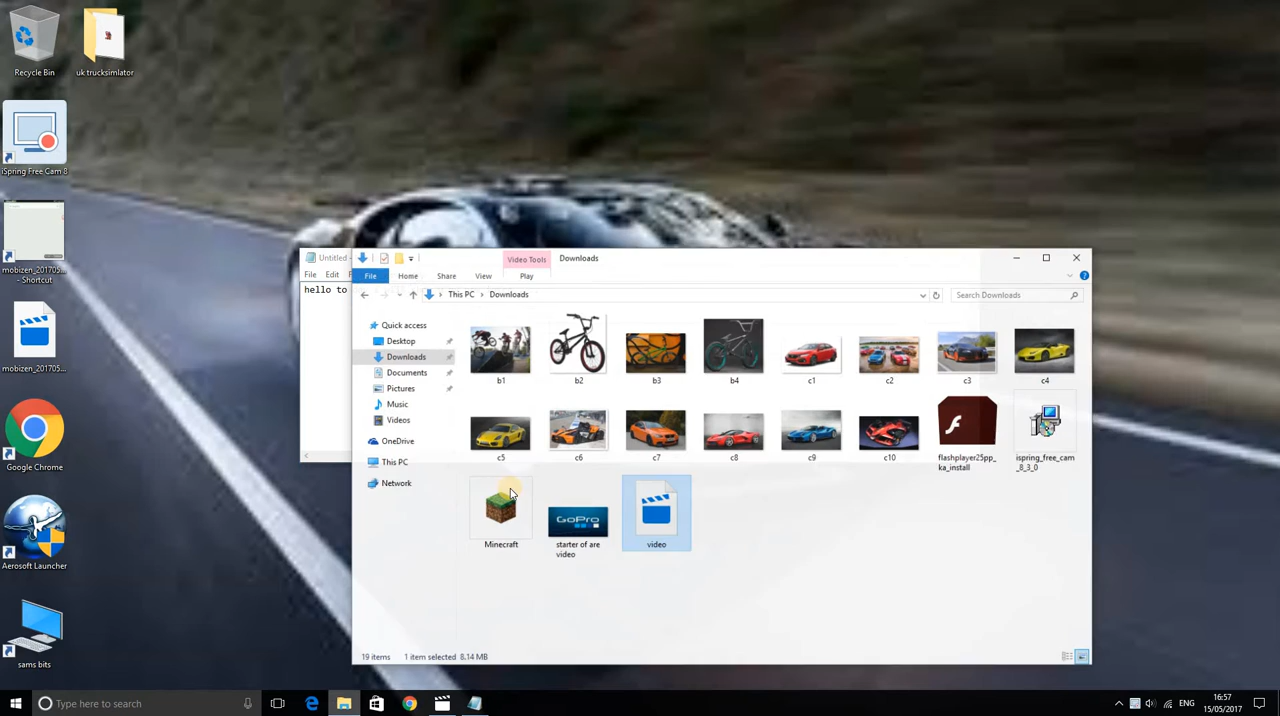 Recycle Bin
uk trucksimlator
iSpring Free Cam 8
mobizen_201705...
- Shortcut
mobizen_201705...
Google Chrome
Aerosoft Launcher
sams bits
Untitled -
File Edit
hello to
Video Tools
Downloads
File Home Share View Play
This PC Downloads
Search Downloads
Quick access
Desktop
Downloads
Documents
Pictures
Music
Videos
OneDrive
This PC
Network
b1 b2 b3 b4 c1 c2 c3 c4
c5 c6 c7 c8 c9 c10 flashplayer25pp_
ka_install
ispring_free_cam
_8_3_0
Minecraft
GoPro
starter of are
video
video
19 items 1 item selected 8.14 MB
Type here to search
ENG
16:57
15/05/2017